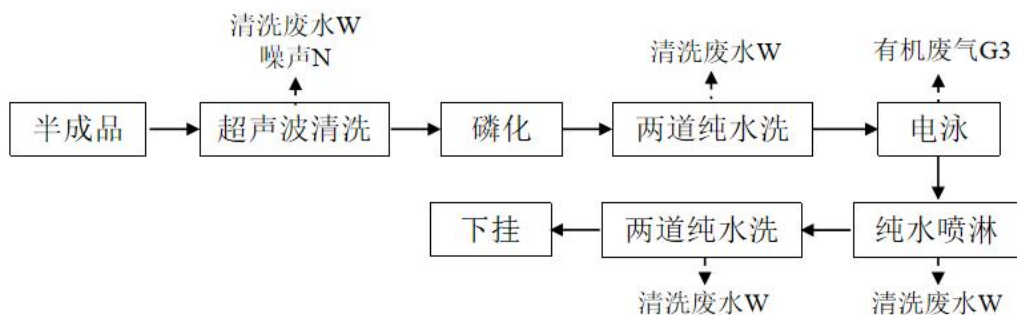 清洗废水W
噪声N
清洗废水W
有机废气G3
半成品
超声波清洗
磷化
两道纯水洗
电泳
下挂
两道纯水洗
纯水喷淋
清洗废水W
清洗废水W